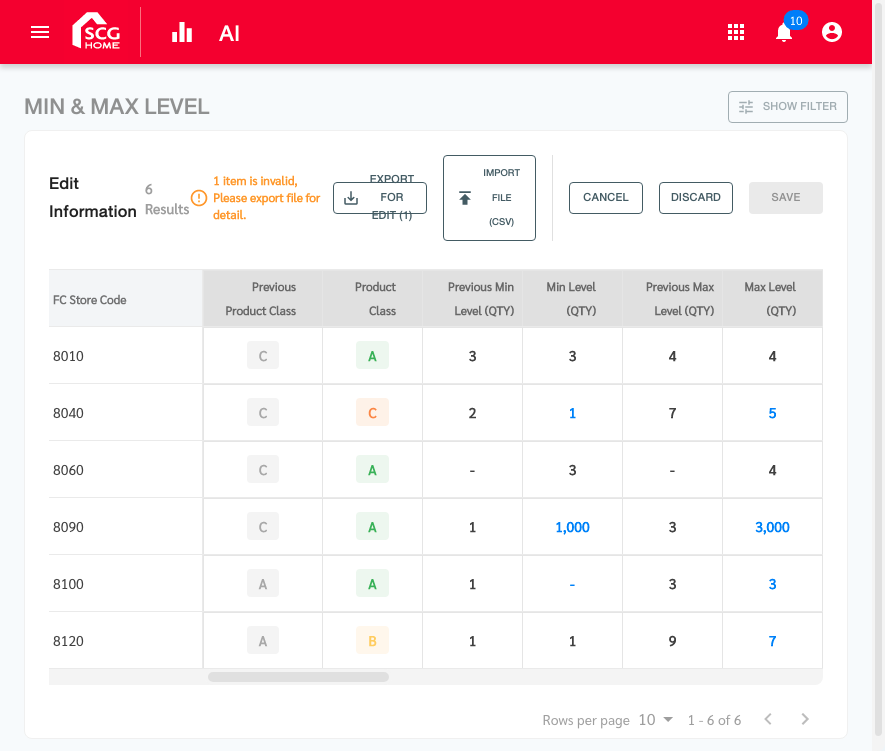 SCG
HOME
AI
10
MIN & MAX LEVEL
SHOW FILTER
Edit
Information
6
Results
1 item is invalid,
Please export file for
detail.
EXPORT
FOR
EDIT (1)
IMPORT
FILE
(CSV)
CANCEL
DISCARD
SAVE
FC Store Code
Previous
Product Class
Product
Class
Previous Min
Level (QTY)
Min Level
(QTY)
Previous Max
Level (QTY)
Max Level
(QTY)
8010 C A 3 3 4 4
8040 C C 2 1 7 5
8060 C A - 3 - 4
8090 C A 1 1,000 3 3,000
8100 A A 1 - 3 3
8120 A B 1 1 9 7
Rows per page 10 1 - 6 of 6